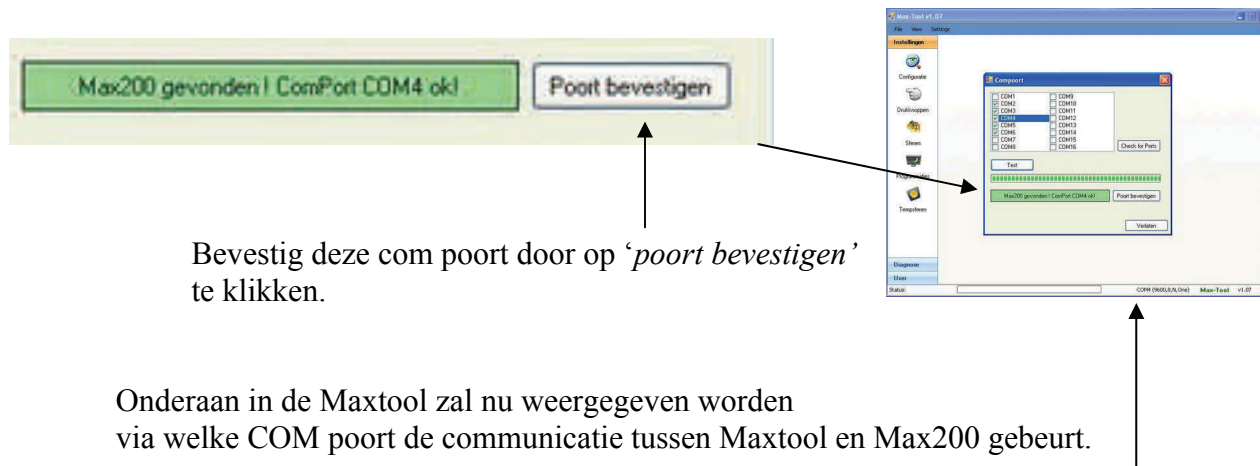 Max200 gevonden ! ComPort COM4 ok!
Poort bevestigen
Max-Tool v1.07
File View Settings
Instellingen
Configuratie
Drukknoppen
Sferen
Tempsferen
Diagnose
User
Status:
Compoort
COM1 COM9
COM2 COM10
COM3 COM11
COM4 COM12
COM5 COM13
COM6 COM14
COM7 COM15
COM8 COM16
Check for Ports
Test
Max200 gevonden ! ComPort COM4 ok!
Poort bevestigen
Verlaten
COM4 (9600,8,N,One) Max-Tool v1.07
Bevestig deze com poort door op ‘poort bevestigen’
te klikken.
Onderaan in de Maxtool zal nu weergegeven worden
via welke COM poort de communicatie tussen Maxtool en Max200 gebeurt.